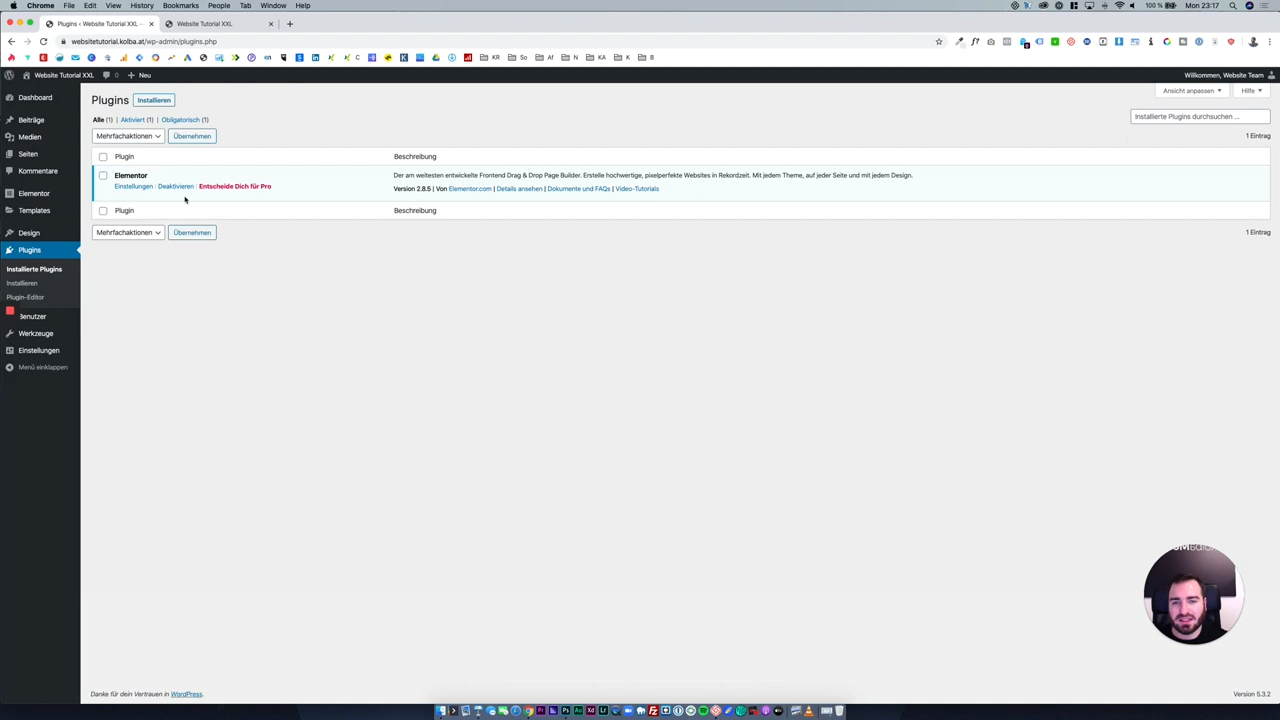 Chrome File Edit View History Bookmarks People Tab Window Help
100 % Mon 23:17
Plugins ‹ Website Tutorial XXL
Website Tutorial XXL
websitetutorial.kolba.at/wp-admin/plugins.php
KR So Af N KA K B
Website Tutorial XXL 0 Neu
Willkommen, Website Team
Dashboard
Beiträge
Medien
Seiten
Kommentare
Elementor
Templates
Design
Plugins
Installierte Plugins
Installieren
Plugin-Editor
Benutzer
Werkzeuge
Einstellungen
Menü einklappen
Ansicht anpassen
Hilfe
Plugins
Installieren
Alle (1) | Aktiviert (1) | Obligatorisch (1)
Installierte Plugins durchsuchen ...
Mehrfachaktionen
Übernehmen
1 Eintrag
Plugin
Beschreibung
Elementor
Einstellungen | Deaktivieren | Entscheide Dich für Pro
Der am weitesten entwickelte Frontend Drag & Drop Page Builder. Erstelle hochwertige, pixelperfekte Websites in Rekordzeit. Mit jedem Theme, auf jeder Seite und mit jedem Design.
Version 2.8.5 | Von Elementor.com | Details ansehen | Dokumente und FAQs | Video-Tutorials
Plugin
Beschreibung
Mehrfachaktionen
Übernehmen
1 Eintrag
Danke für dein Vertrauen in WordPress.
Version 5.3.2